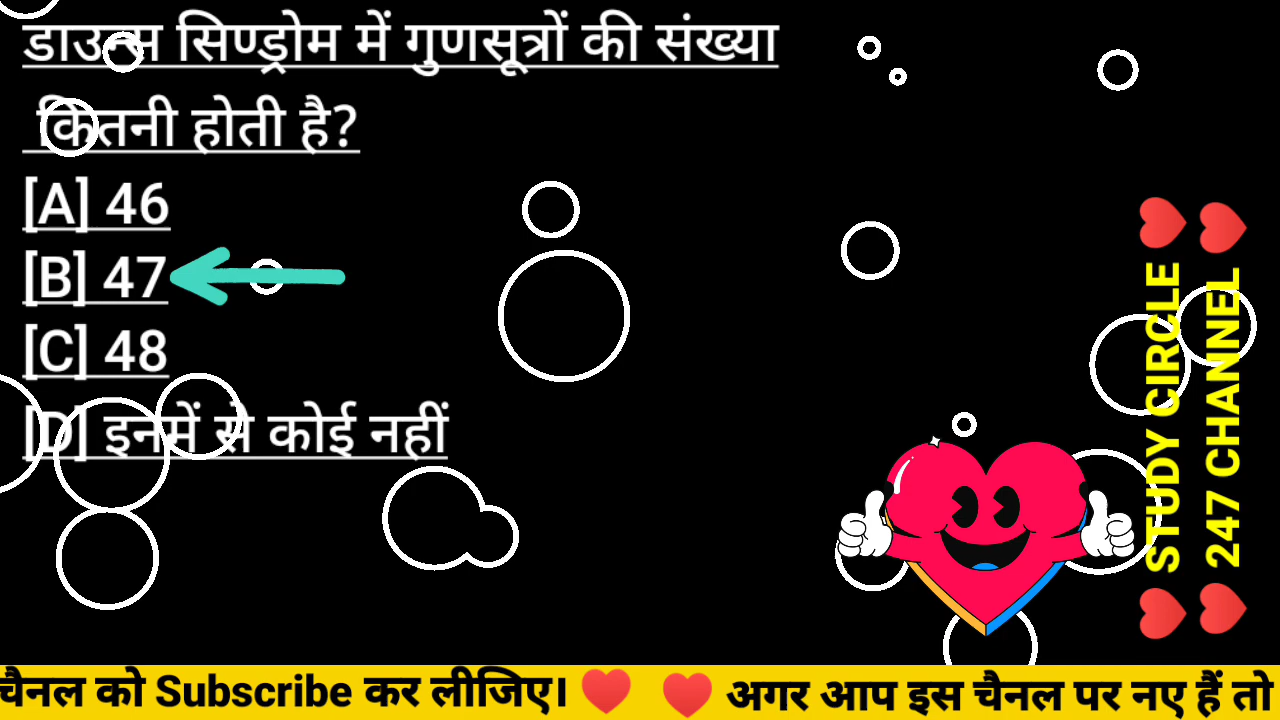 डाउन्स सिण्ड्रोम में गुणसूत्रों की संख्या
कितनी होती है?
[A] 46
[B] 47
[C] 48
[D] इनमें से कोई नहीं
STUDY CIRCLE
247 CHANNEL
चैनल को Subscribe कर लीजिए। अगर आप इस चैनल पर नए हैं तो